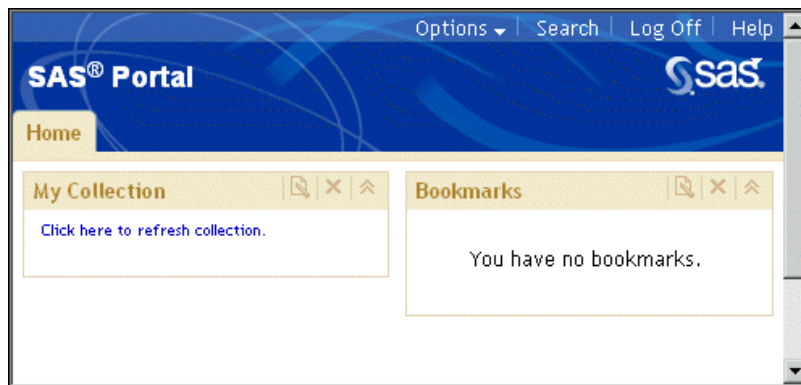 Options | Search | Log Off | Help
SAS® Portal
sas.
Home
My Collection
Bookmarks
Click here to refresh collection.
You have no bookmarks.